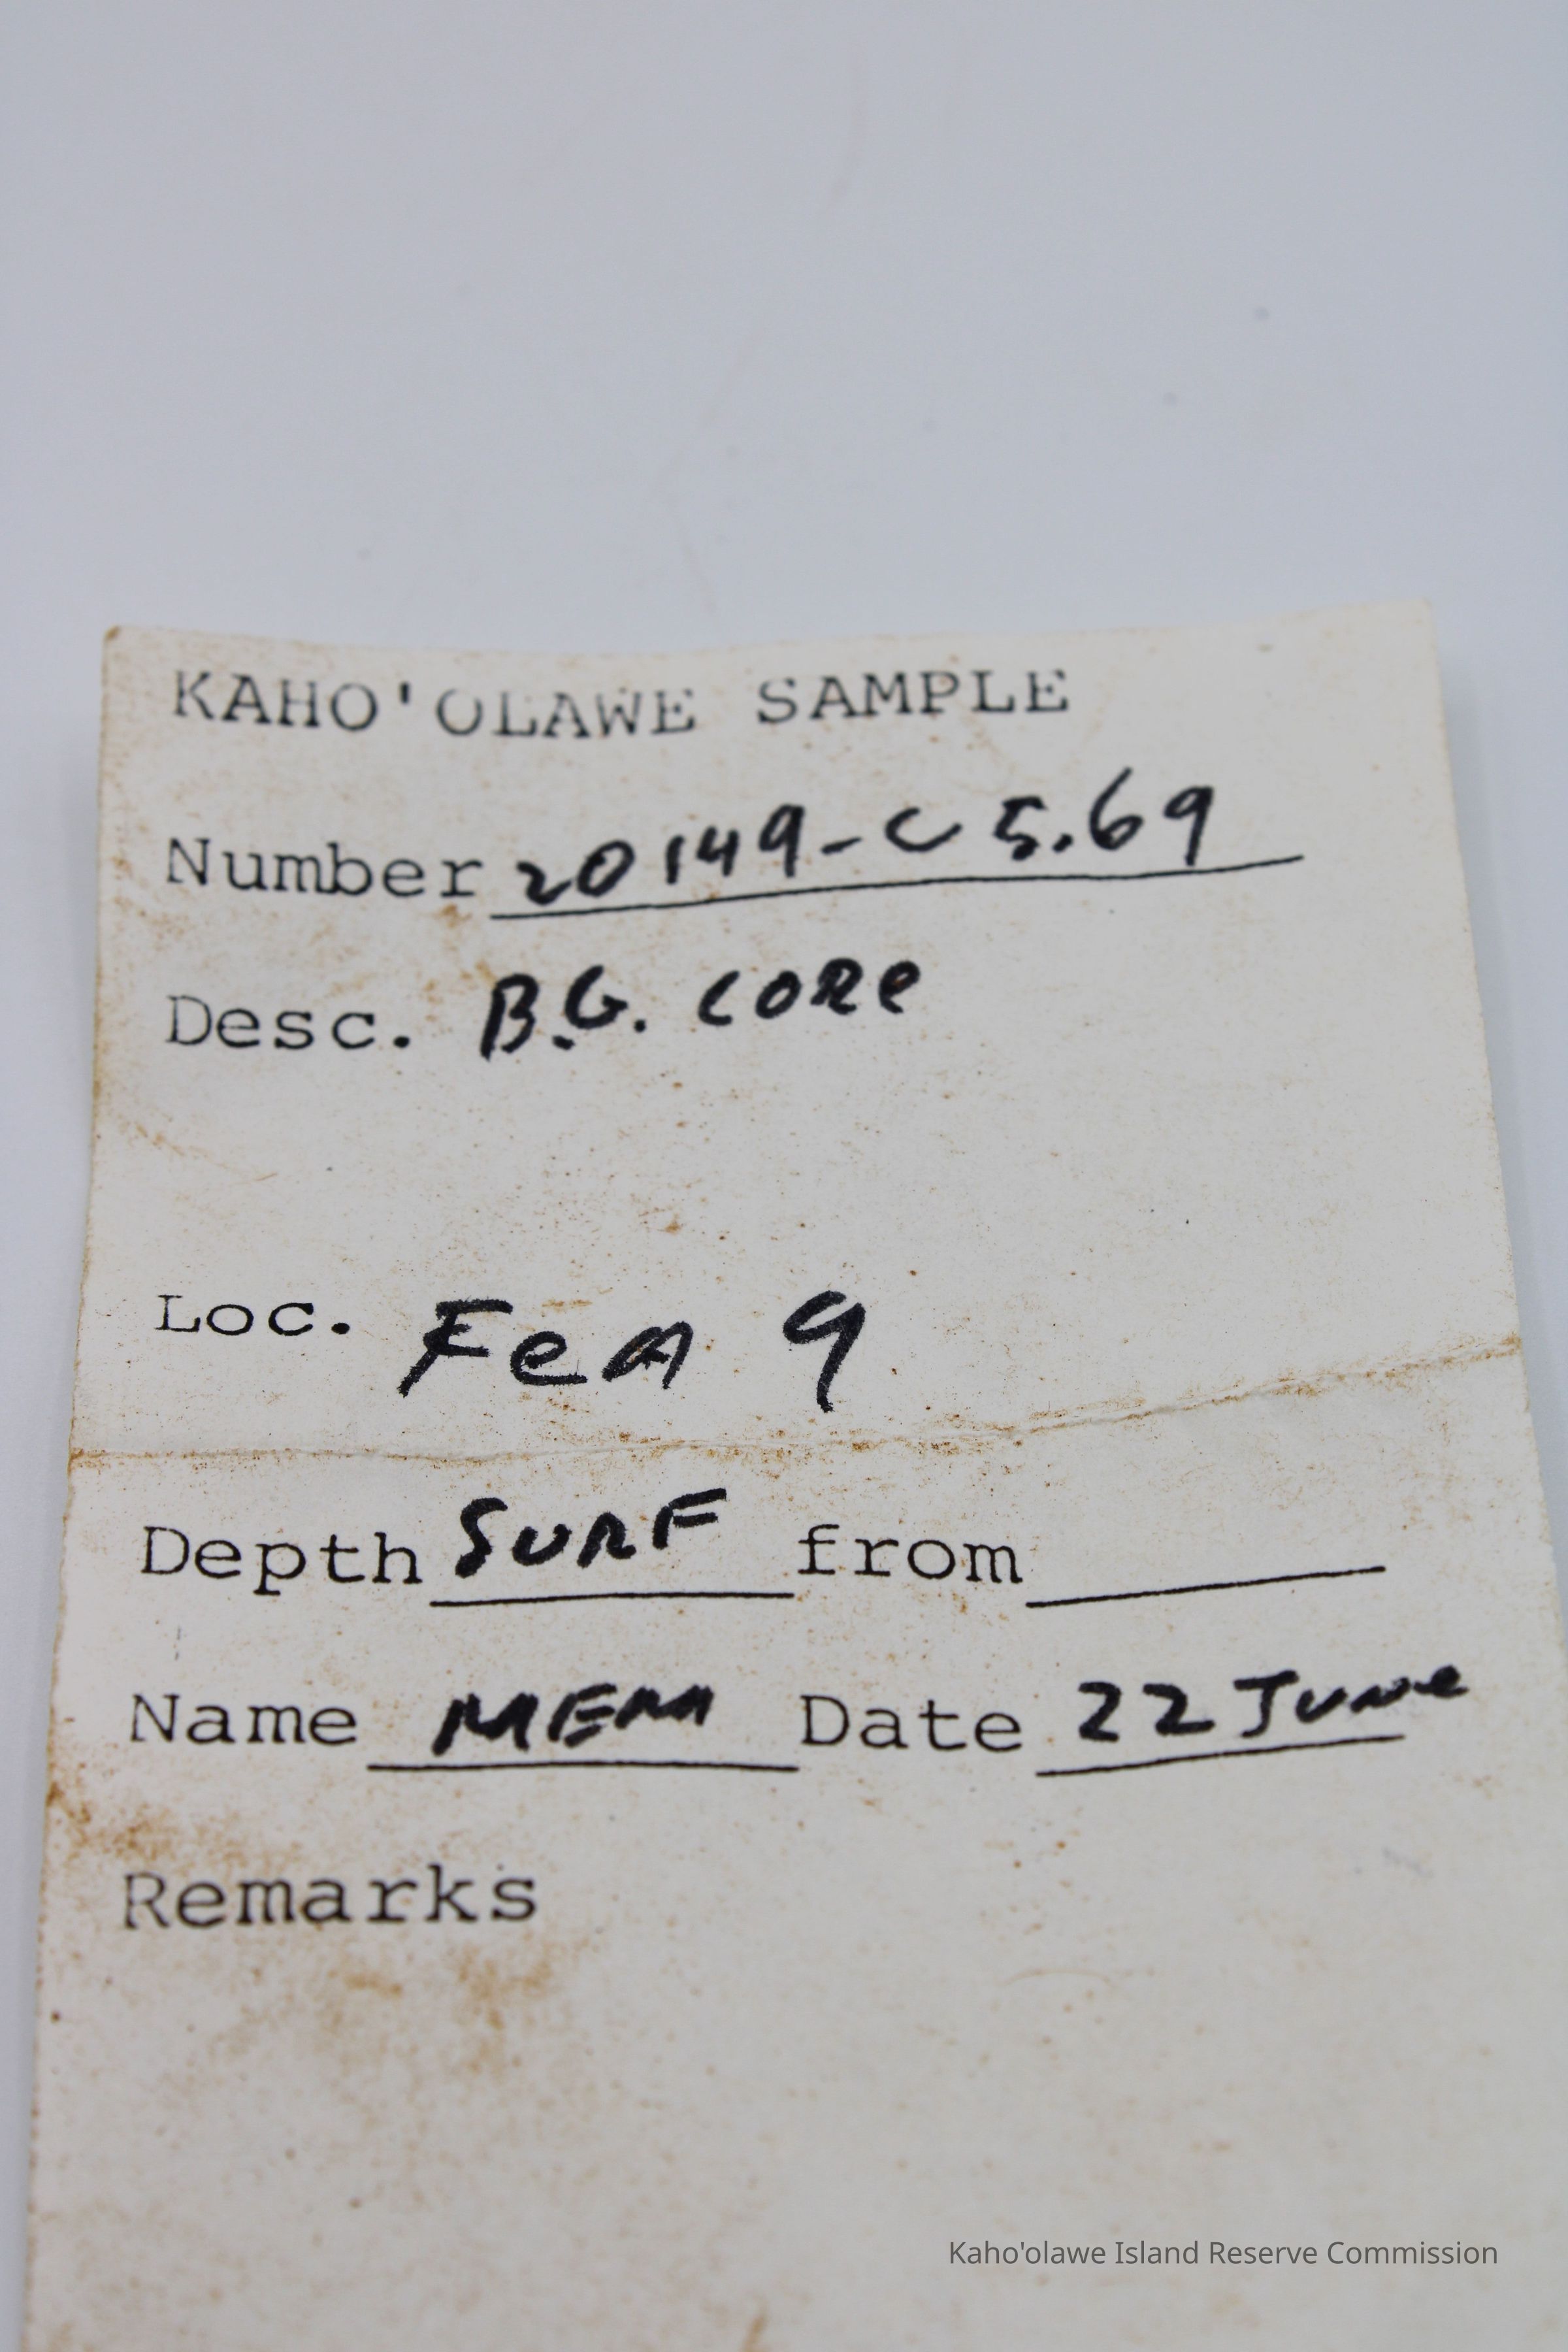 KAHO'OLAWE SAMPLE
Number 20149-C 5.69
Desc. B.G. CORe
Loc. FeA 9
Depth SURF from
Name MEM Date 22 June
Remarks
Kaho'olawe Island Reserve Commission